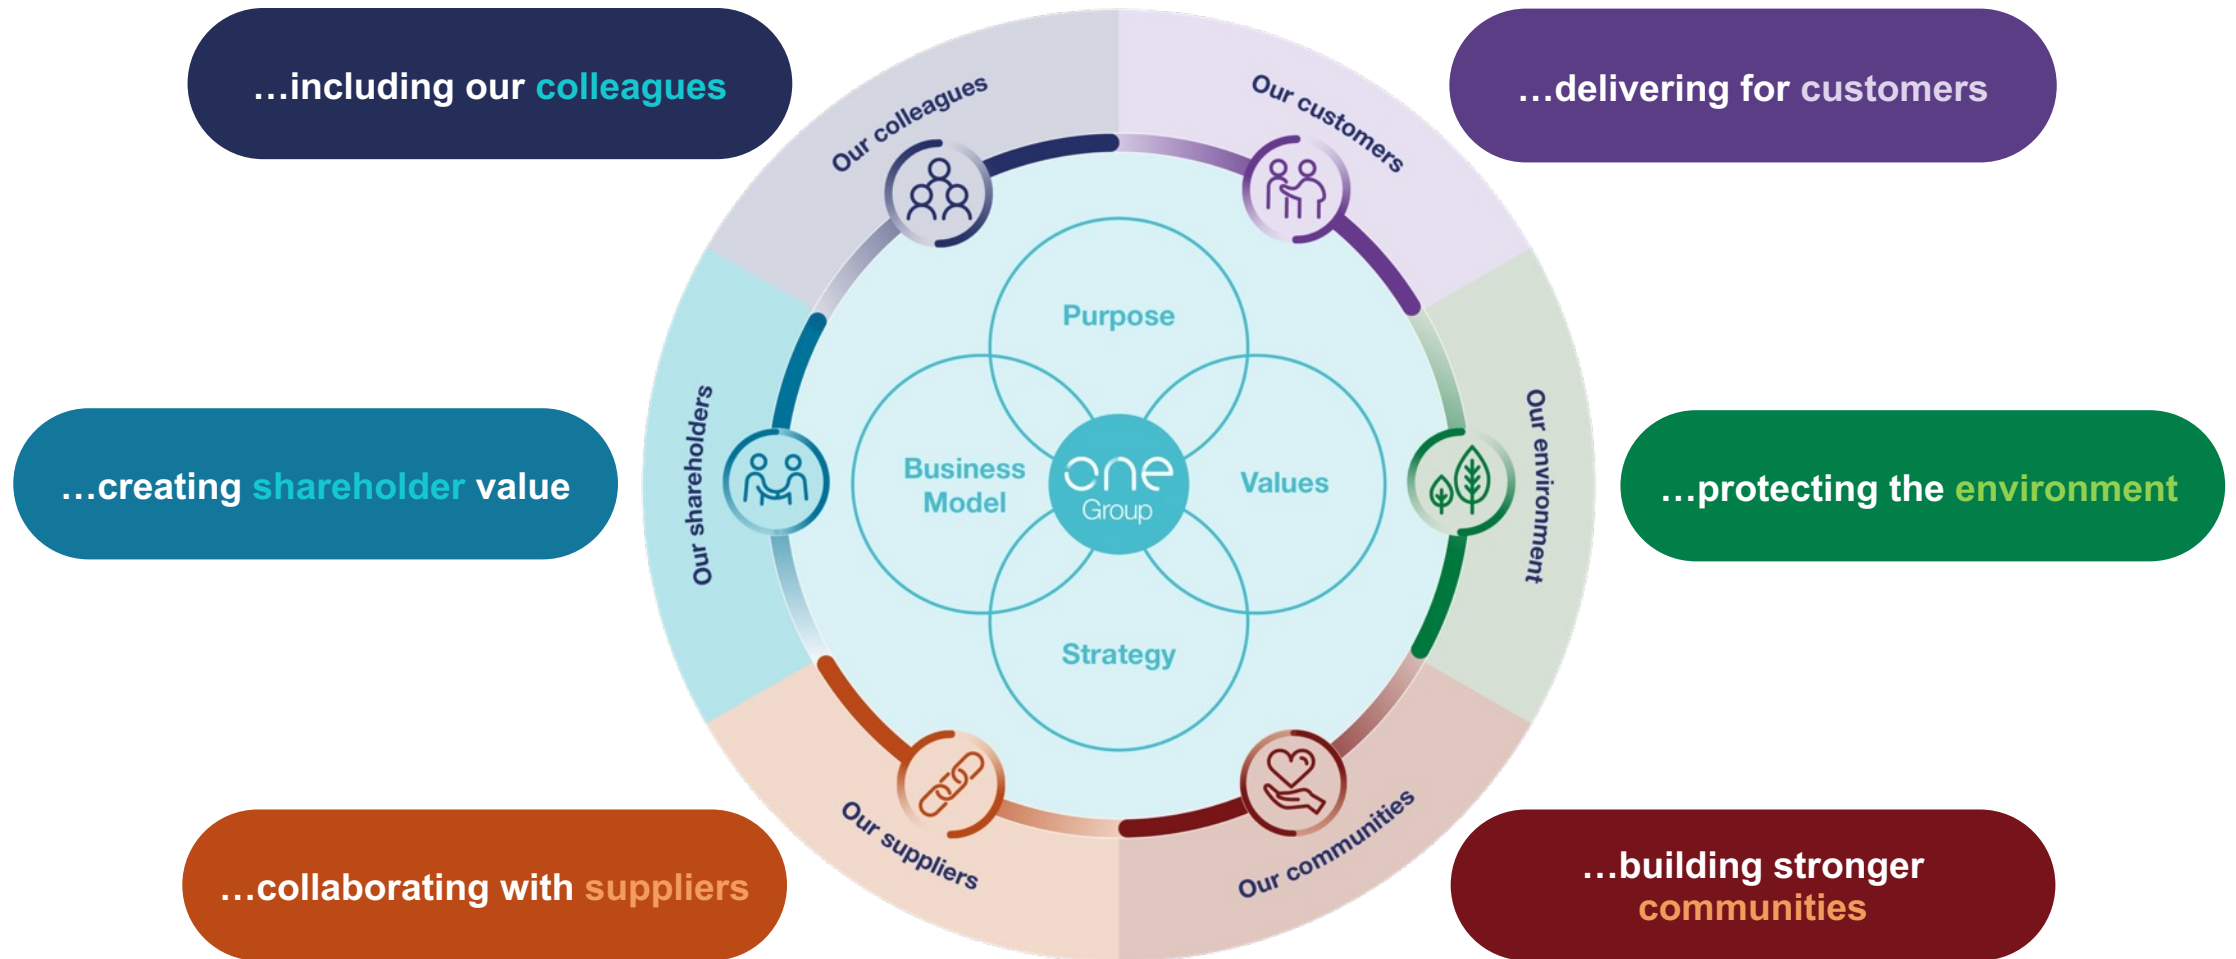 …including our colleagues
…delivering for customers
Our colleagues
Our customers
Purpose
…creating shareholder value
Our shareholders
Business
Model
one
Group
Values
Our environment
…protecting the environment
Strategy
Our suppliers
Our communities
…collaborating with suppliers
…building stronger
communities